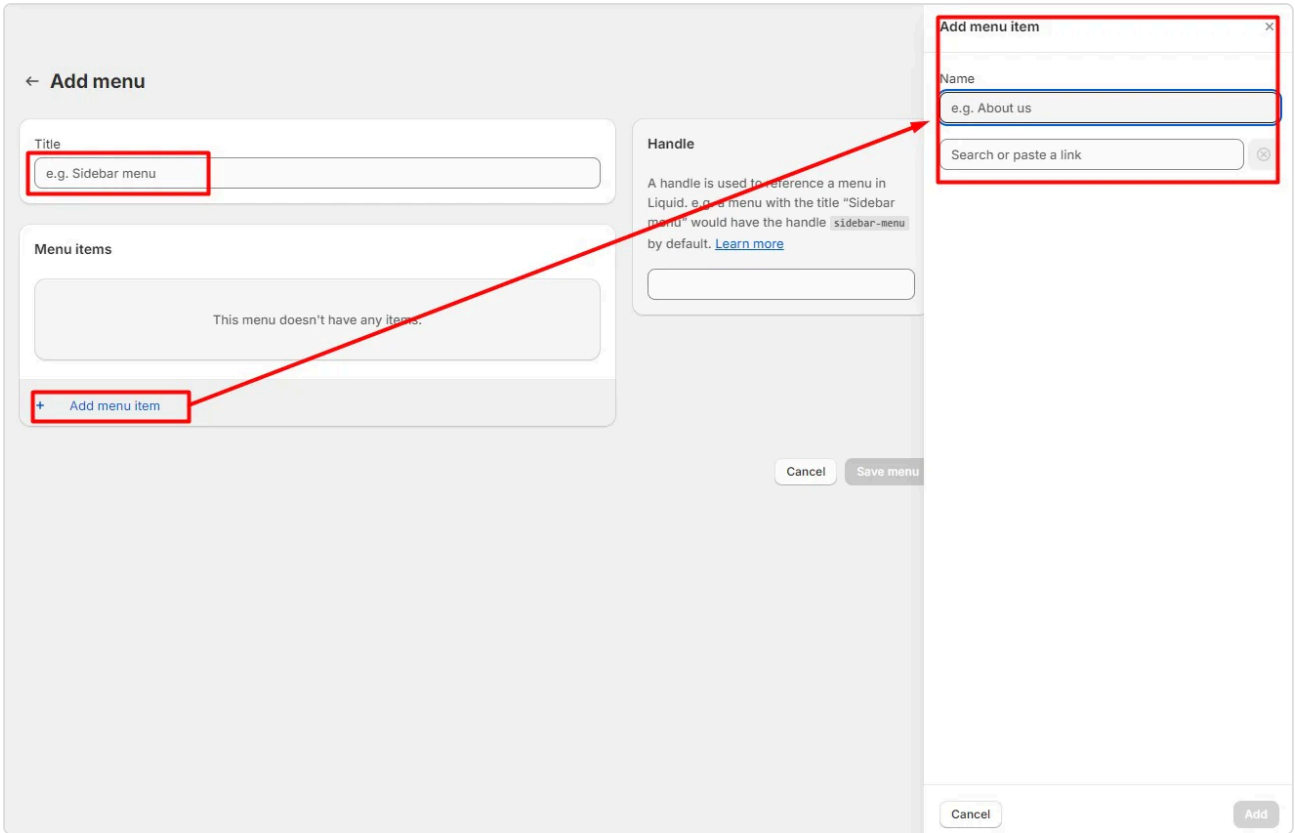 ← Add menu
Title
e.g. Sidebar menu
Menu items
This menu doesn't have any items.
+ Add menu item
Handle
A handle is used to reference a menu in
Liquid. e.g. a menu with the title “Sidebar
menu” would have the handle sidebar-menu
by default. Learn more
Cancel
Save menu
Add menu item
Name
e.g. About us
Search or paste a link
Cancel
Add